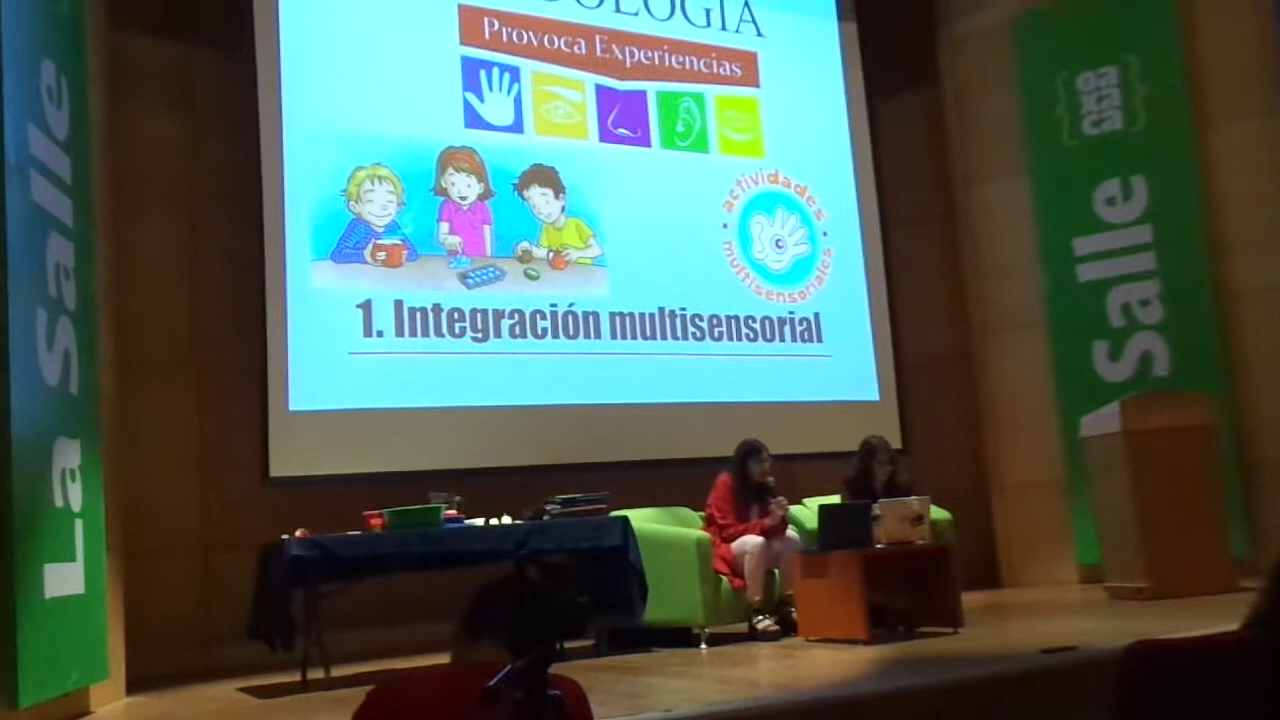 Provoca Experiencias
actividades
multisensoriales
1. Integración multisensorial
La Salle
Salle